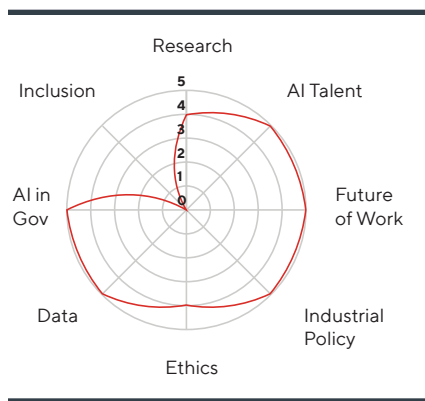 Research
Inclusion
AI Talent
5
4
3
2
1
0
AI in
Gov
Future
of Work
Data
Industrial
Policy
Ethics